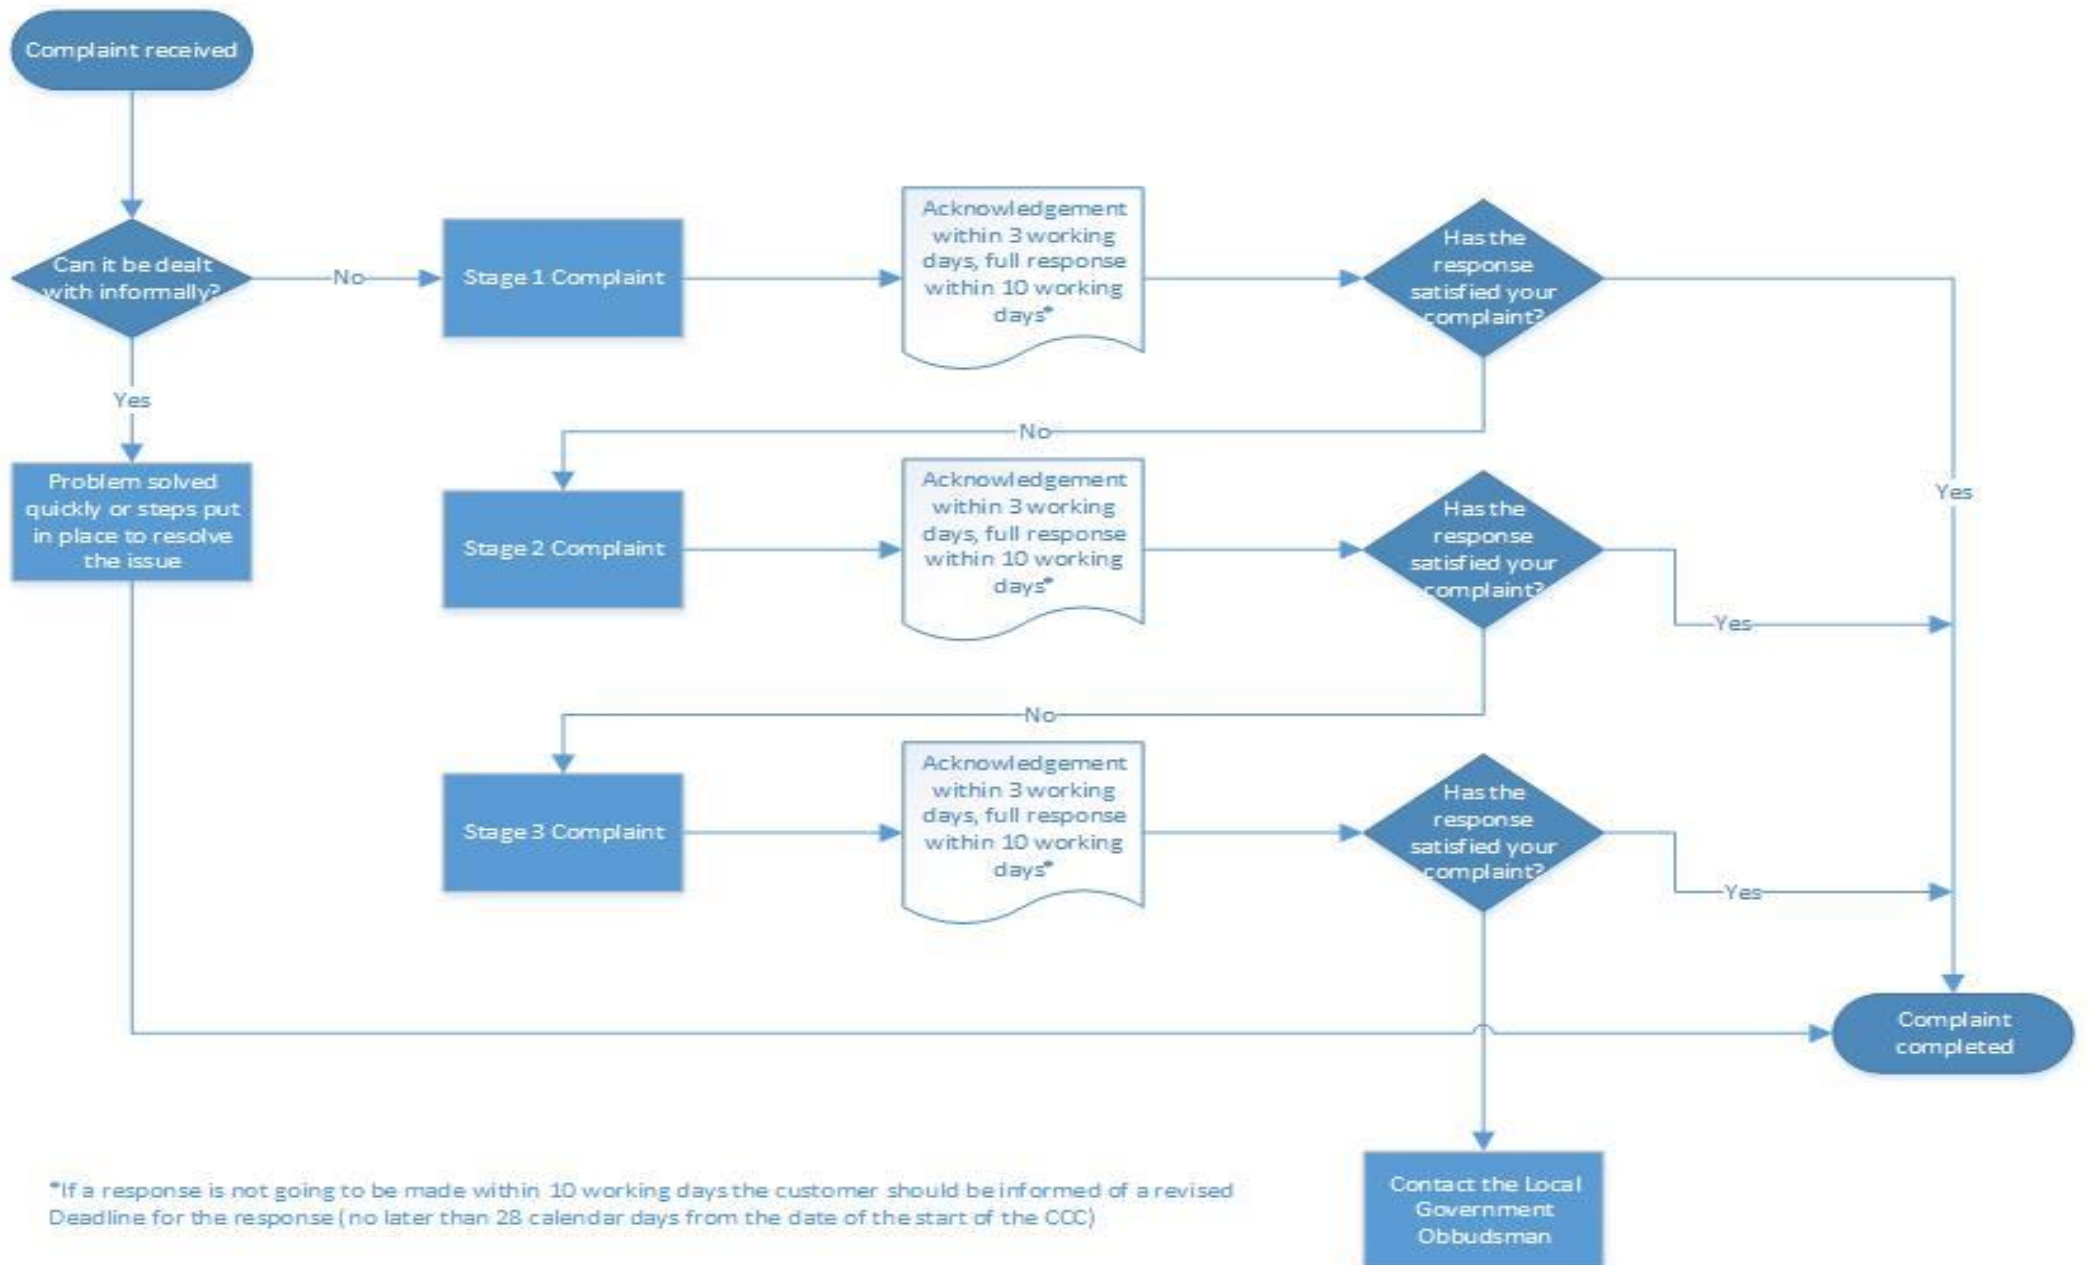 Complaint received
Can it be dealt
with informally?
No
Stage 1 Complaint
Acknowledgement
within 3 working
days, full response
within 10 working
days*
Has the
response
satisfied your
complaint?
Yes
No
Yes
Problem solved
quickly or steps put
in place to resolve
the issue
Stage 2 Complaint
Acknowledgement
within 3 working
days, full response
within 10 working
days*
Has the
response
satisfied your
complaint?
Yes
No
Stage 3 Complaint
Acknowledgement
within 3 working
days, full response
within 10 working
days*
Has the
response
satisfied your
complaint?
Yes
Complaint
completed
Contact the Local
Government
Obbudsman
*If a response is not going to be made within 10 working days the customer should be informed of a revised
Deadline for the response (no later than 28 calendar days from the date of the start of the CCC)